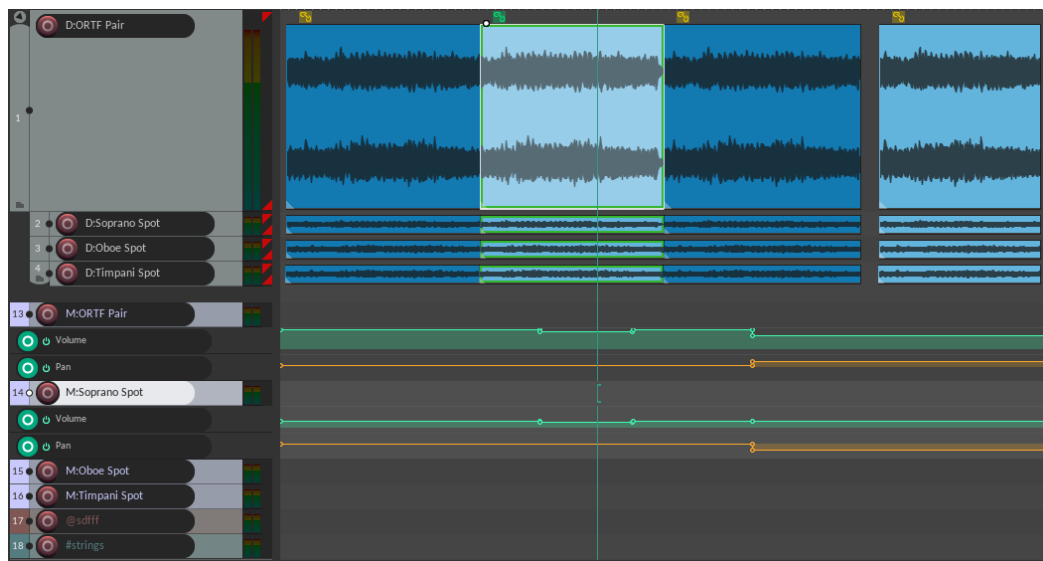 D:ORTF Pair
1
2 D:Soprano Spot
3 D:Oboe Spot
4 D:Timpani Spot
13 M:ORTF Pair
Volume
Pan
14 M:Soprano Spot
Volume
Pan
15 M:Oboe Spot
16 M:Timpani Spot
17 @sdfff
18 #strings